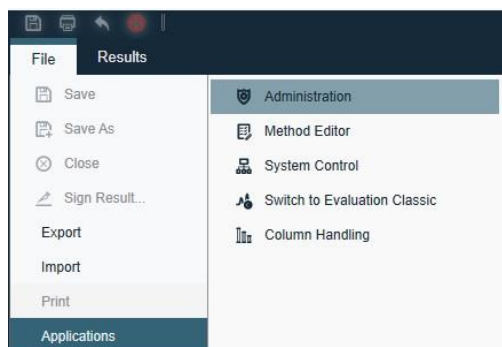 File Results
Save
Save As
Close
Sign Result...
Export
Import
Print
Applications
Administration
Method Editor
System Control
Switch to Evaluation Classic
Column Handling